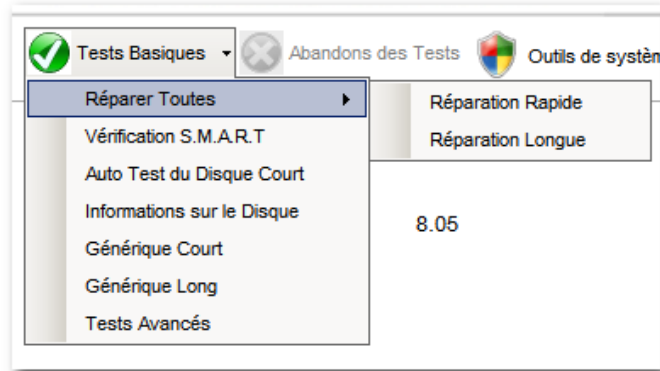 Tests Basiques Abandons des Tests Outils de systèm
Réparer Toutes Réparation Rapide
Vérification S.M.A.R.T Réparation Longue
Auto Test du Disque Court
Informations sur le Disque
8.05
Générique Court
Générique Long
Tests Avancés